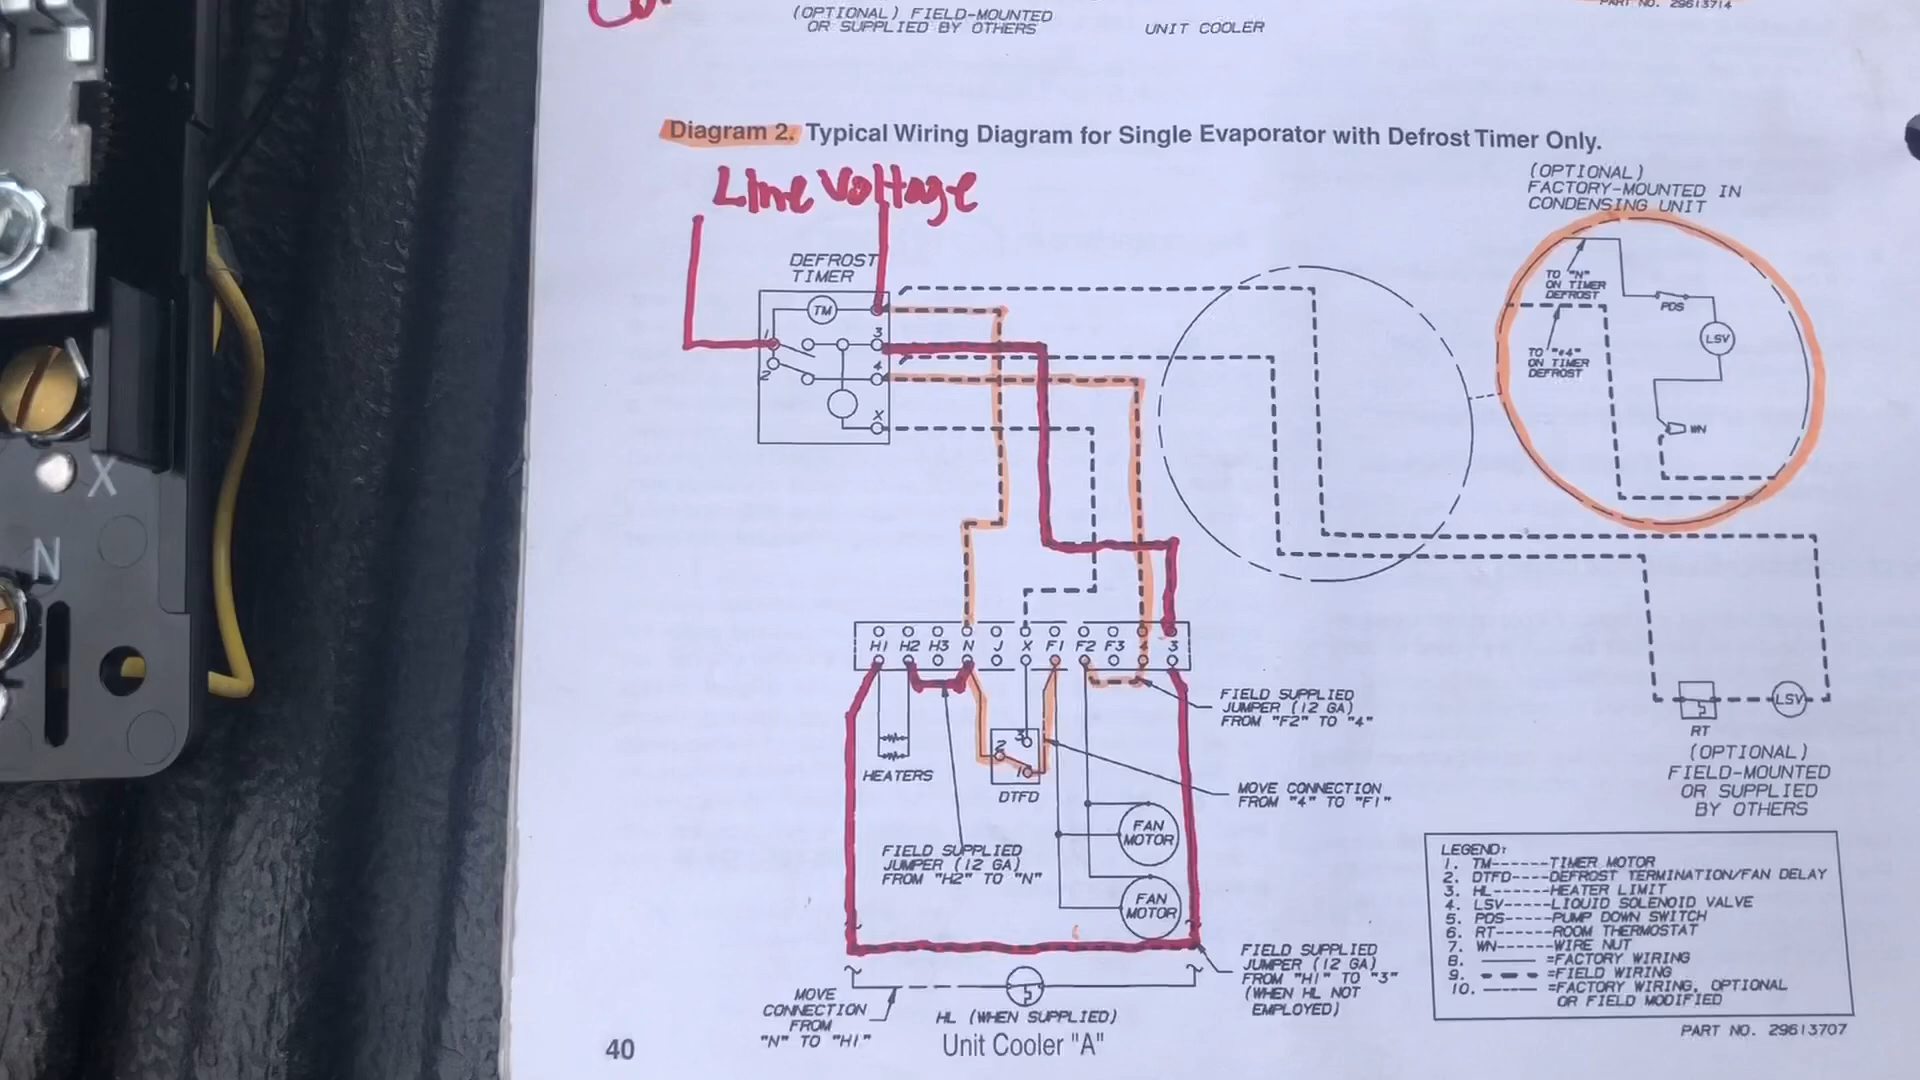 PART NO. 29613714
(OPTIONAL) FIELD-MOUNTED
OR SUPPLIED BY OTHERS
UNIT COOLER
Diagram 2. Typical Wiring Diagram for Single Evaporator with Defrost Timer Only.
Line Voltage
(OPTIONAL)
FACTORY-MOUNTED IN
CONDENSING UNIT
DEFROST
TIMER
TM
1
3
2
4
X
TO "N"
ON TIMER
DEFROST
PDS
LSV
TO "#4"
ON TIMER
DEFROST
WN
X
N
H1 H2 H3 N J X F1 F2 F3 4 3
FIELD SUPPLIED
JUMPER (12 GA)
FROM "F2" TO "4"
3
2
1
HEATERS
DTFD
MOVE CONNECTION
FROM "4" TO "F1"
FAN
MOTOR
FAN
MOTOR
FIELD SUPPLIED
JUMPER (12 GA)
FROM "H2" TO "N"
LSV
RT
(OPTIONAL)
FIELD-MOUNTED
OR SUPPLIED
BY OTHERS
FIELD SUPPLIED
JUMPER (12 GA)
FROM "H1" TO "3"
(WHEN HL NOT
EMPLOYED)
MOVE
CONNECTION
FROM
"N" TO "H1"
HL (WHEN SUPPLIED)
LEGEND:
1. TM------TIMER MOTOR
2. DTFD----DEFROST TERMINATION/FAN DELAY
3. HL------HEATER LIMIT
4. LSV-----LIQUID SOLENOID VALVE
5. PDS-----PUMP DOWN SWITCH
6. RT------ROOM THERMOSTAT
7. WN------WIRE NUT
8. =FACTORY WIRING
9. =FIELD WIRING
10. =FACTORY WIRING, OPTIONAL
OR FIELD MODIFIED
PART NO. 29613707
40
Unit Cooler "A"